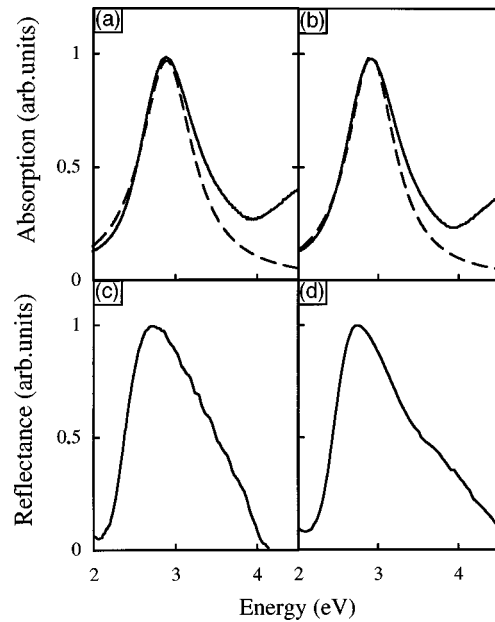 (a)
(b)
Absorption (arb.units)
1
0.5
0
(c)
(d)
Reflectance (arb.units)
1
0.5
0
2 3 4 2 3 4
Energy (eV)